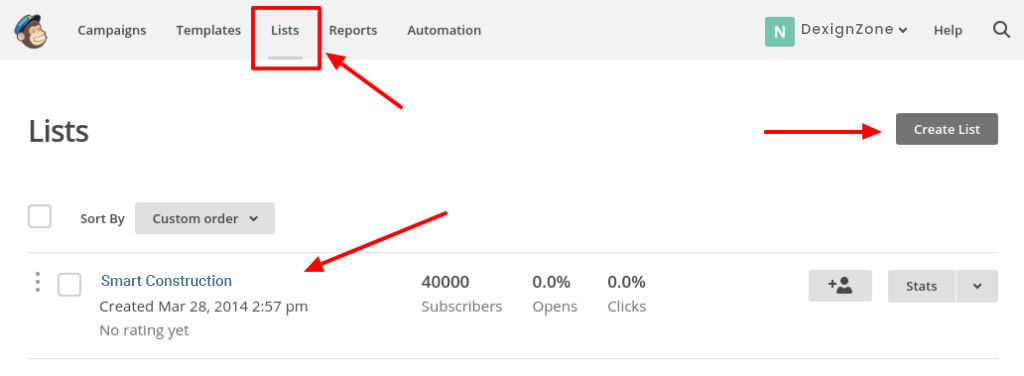 Campaigns Templates Lists Reports Automation N DexignZone Help
Lists
Create List
Sort By Custom order
Smart Construction 40000 0.0% 0.0%
Stats
Created Mar 28, 2014 2:57 pm Subscribers Opens Clicks
No rating yet